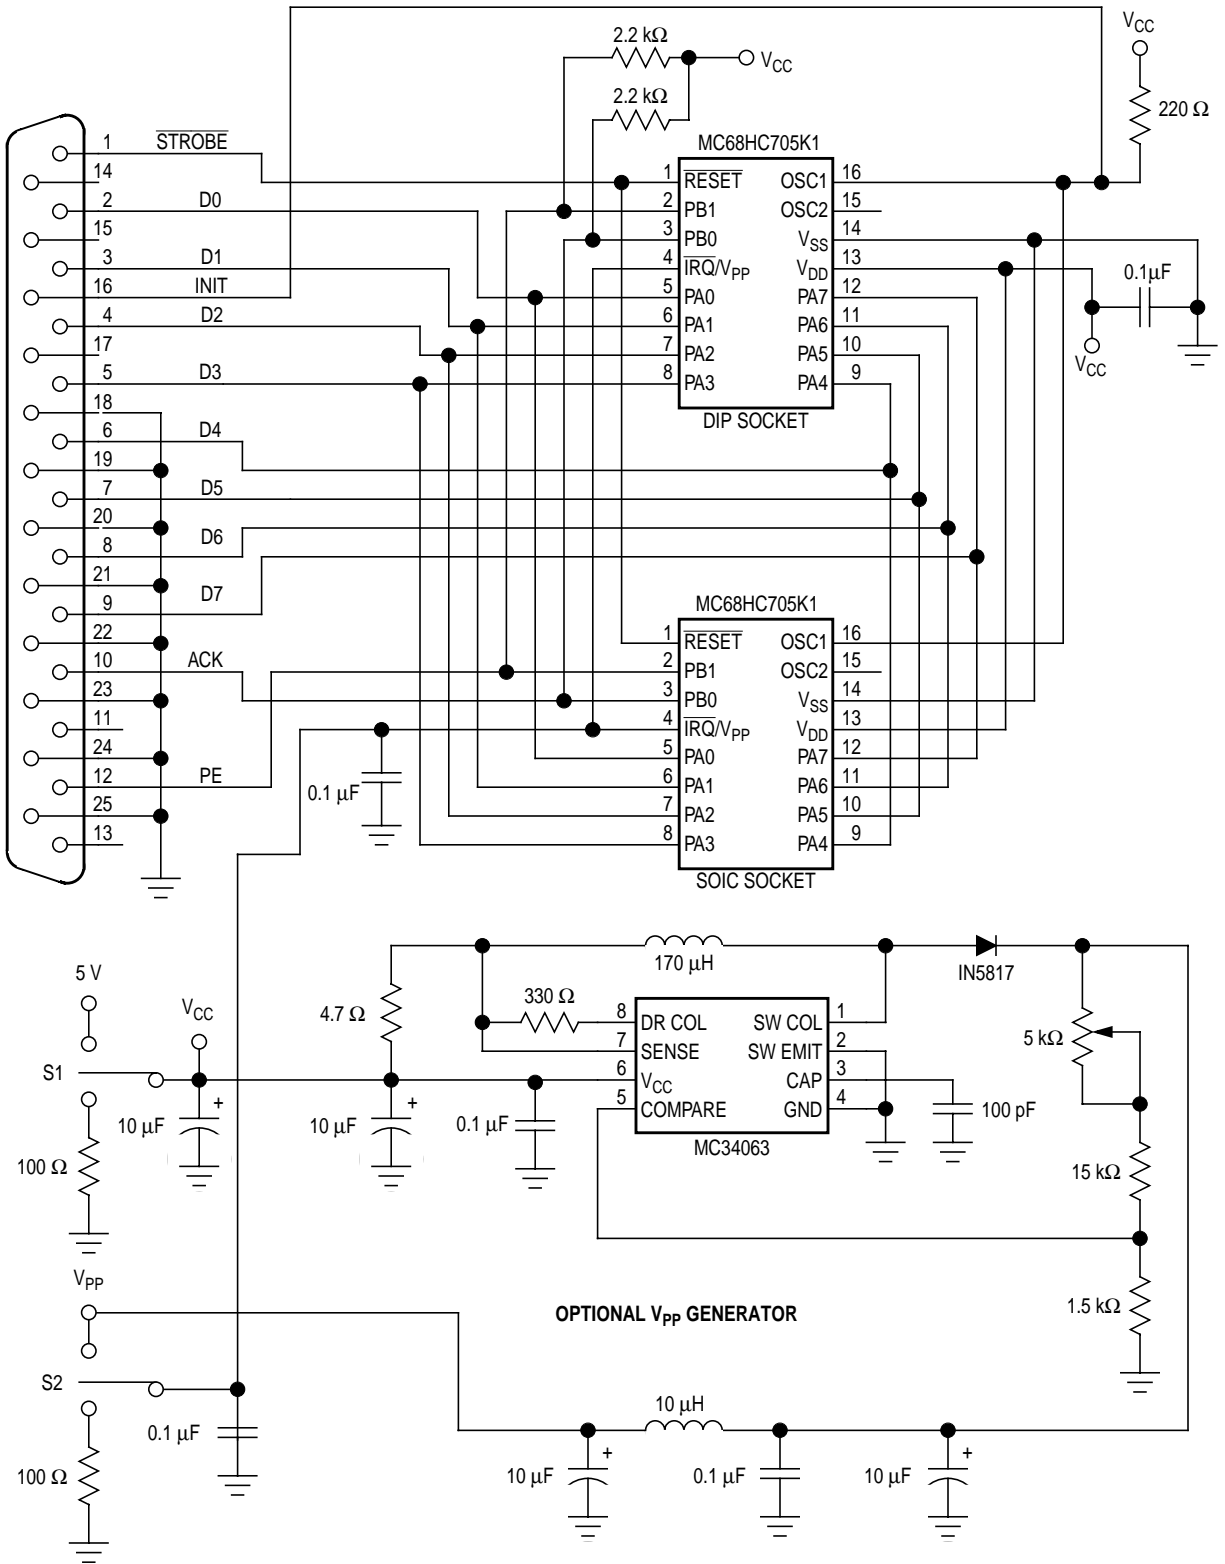 2.2 kΩ
VCC
2.2 kΩ
VCC
220 Ω
MC68HC705K1
1 RESET
2 PB1
3 PB0
4 IRQ/VPP
5 PA0
6 PA1
7 PA2
8 PA3
OSC1 16
OSC2 15
VSS 14
VDD 13
PA7 12
PA6 11
PA5 10
PA4 9
DIP SOCKET
0.1µF
VCC
1 STROBE
14
2 D0
15
3 D1
16 INIT
4 D2
17
5 D3
18
6 D4
19
7 D5
20
8 D6
21
9 D7
22
10 ACK
23
11
24
12 PE
25
13
0.1 µF
MC68HC705K1
1 RESET
2 PB1
3 PB0
4 IRQ/VPP
5 PA0
6 PA1
7 PA2
8 PA3
OSC1 16
OSC2 15
VSS 14
VDD 13
PA7 12
PA6 11
PA5 10
PA4 9
SOIC SOCKET
5 V
VCC
S1
10 µF
+
100 Ω
4.7 Ω
10 µF
+
0.1 µF
170 µH
330 Ω
8 DR COL
7 SENSE
6 VCC
5 COMPARE
SW COL 1
SW EMIT 2
CAP 3
GND 4
MC34063
100 pF
IN5817
5 kΩ
15 kΩ
1.5 kΩ
OPTIONAL VPP GENERATOR
VPP
S2
0.1 µF
100 Ω
10 µH
10 µF
+
0.1 µF
10 µF
+